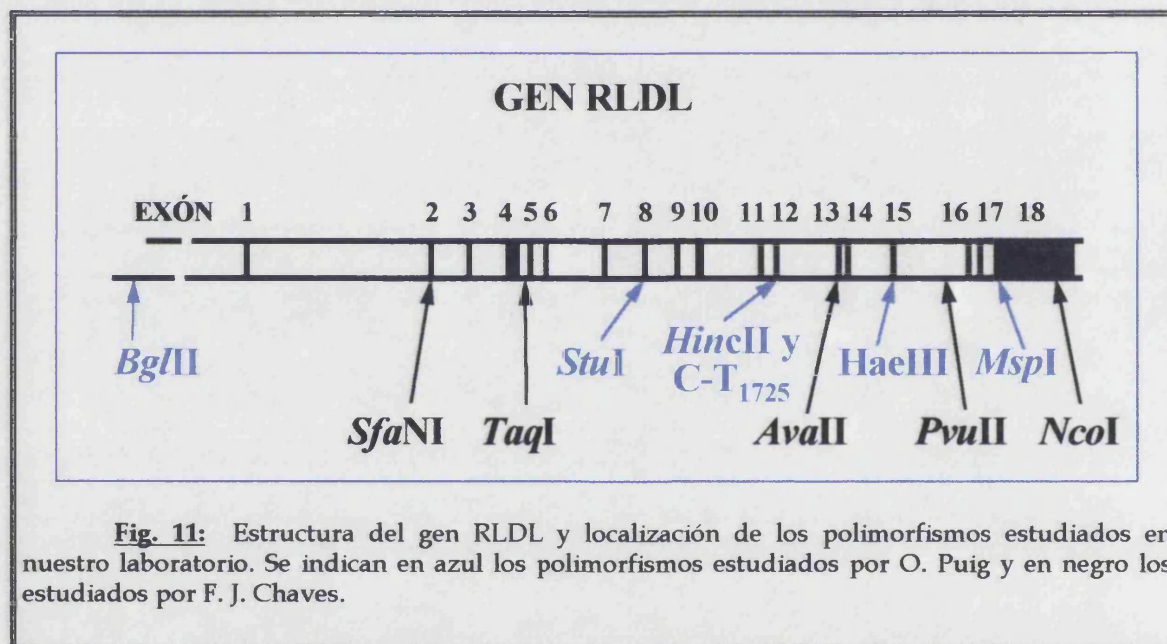 GEN RLDL
EXÓN 1 2 3 4 5 6 7 8 9 10 11 12 13 14 15 16 17 18
BglII StuI HincII y HaeIII MspI
C-T1725
SfaNI TaqI AvaII PvuII NcoI
Fig. 11: Estructura del gen RLDL y localización de los polimorfismos estudiados en
nuestro laboratorio. Se indican en azul los polimorfismos estudiados por O. Puig y en negro los
estudiados por F. J. Chaves.